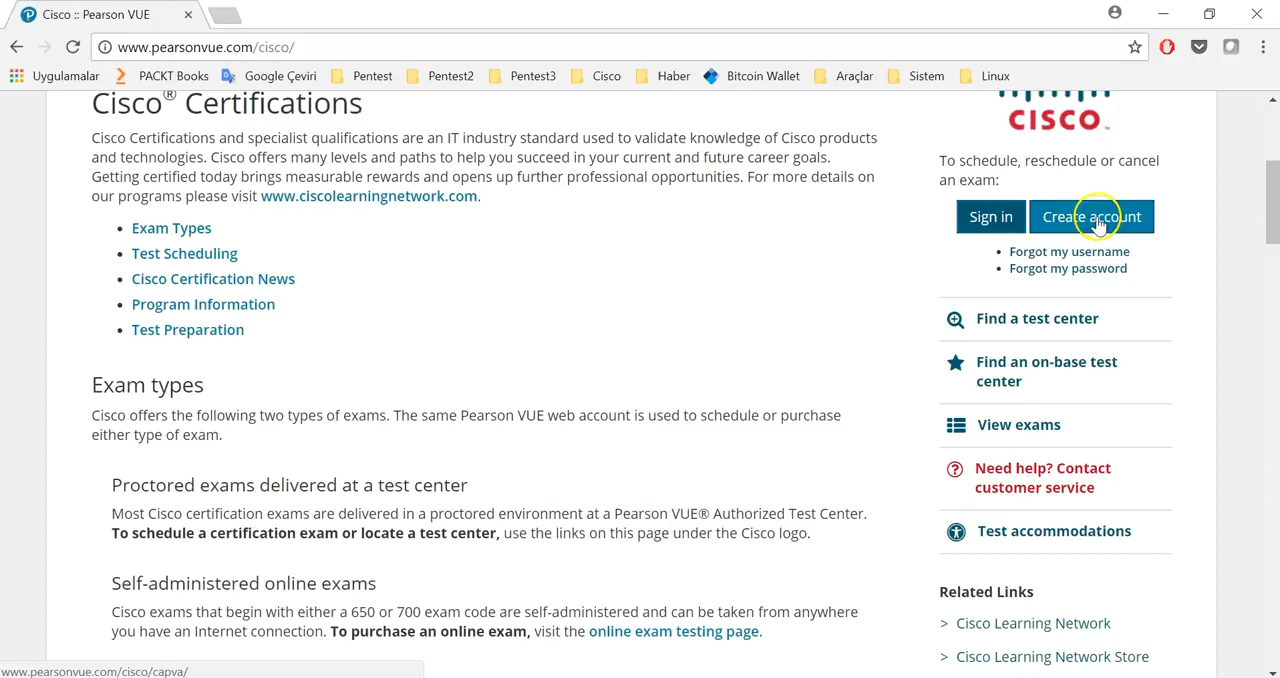 Cisco :: Pearson VUE
www.pearsonvue.com/cisco/
Uygulamalar PACKT Books Google Çeviri Pentest Pentest2 Pentest3 Cisco Haber Bitcoin Wallet Araçlar Sistem Linux
Cisco® Certifications
Cisco Certifications and specialist qualifications are an IT industry standard used to validate knowledge of Cisco products
and technologies. Cisco offers many levels and paths to help you succeed in your current and future career goals.
Getting certified today brings measurable rewards and opens up further professional opportunities. For more details on
our programs please visit www.ciscolearningnetwork.com.
• Exam Types
• Test Scheduling
• Cisco Certification News
• Program Information
• Test Preparation
Exam types
Cisco offers the following two types of exams. The same Pearson VUE web account is used to schedule or purchase
either type of exam.
Proctored exams delivered at a test center
Most Cisco certification exams are delivered in a proctored environment at a Pearson VUE® Authorized Test Center.
To schedule a certification exam or locate a test center, use the links on this page under the Cisco logo.
Self-administered online exams
Cisco exams that begin with either a 650 or 700 exam code are self-administered and can be taken from anywhere
you have an Internet connection. To purchase an online exam, visit the online exam testing page.
CISCO™
To schedule, reschedule or cancel
an exam:
Sign in Create account
• Forgot my username
• Forgot my password
Find a test center
Find an on-base test
center
View exams
Need help? Contact
customer service
Test accommodations
Related Links
> Cisco Learning Network
> Cisco Learning Network Store
www.pearsonvue.com/cisco/capva/